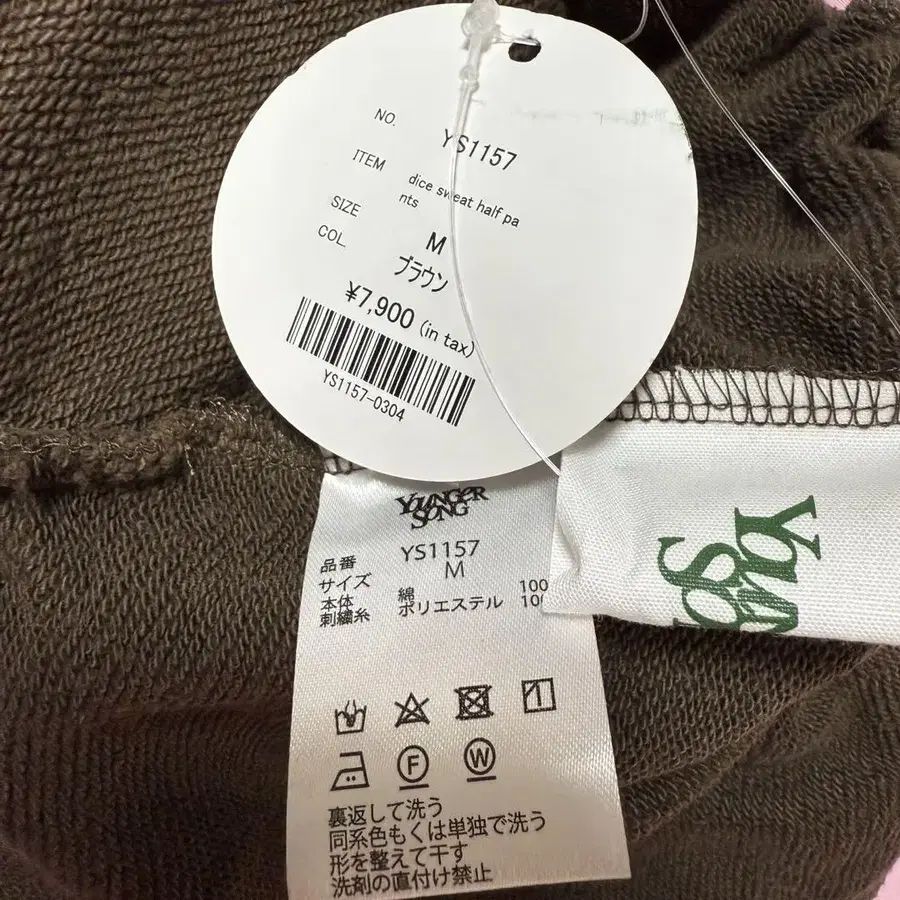 NO. YS1157
ITEM dice sweat half pa
nts
SIZE M
COL. ブラウン
¥7,900 (in tax)
YS1157-0304
YOUNGER
SONG
品番 YS1157
サイズ M
本体 綿 100
刺繍糸 ポリエステル 10
F W
裏返して洗う
同系色もくは単独で洗う
形を整えて干す
洗剤の直付け禁止